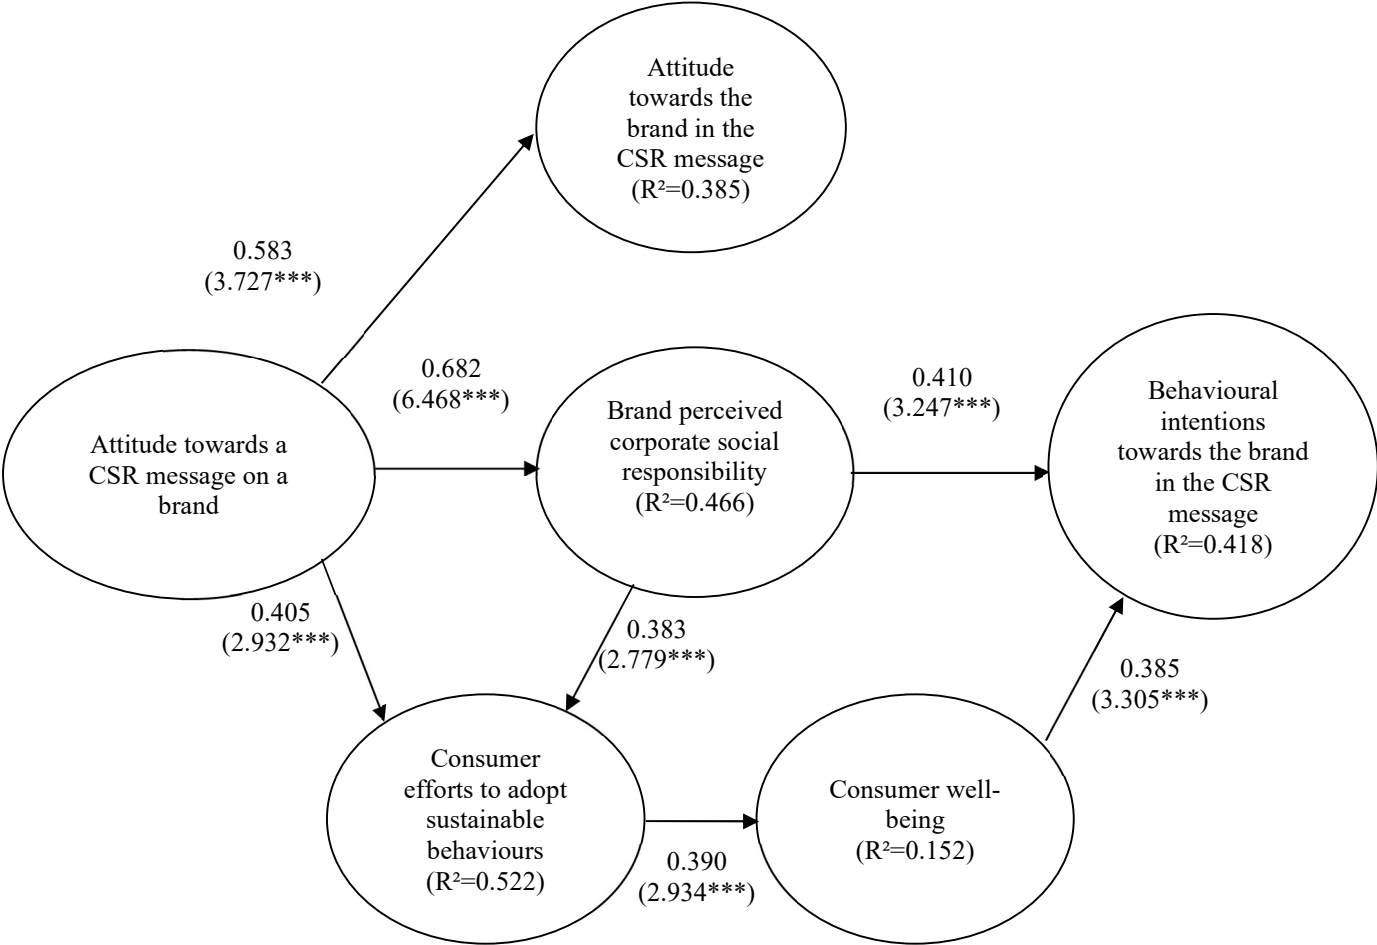 Attitude
towards the
brand in the
CSR message
(R²=0.385)
0.583
(3.727***)
0.682
(6.468***)
0.410
(3.247***)
Attitude towards a
CSR message on a
brand
Brand perceived
corporate social
responsibility
(R²=0.466)
Behavioural
intentions
towards the brand
in the CSR
message
(R²=0.418)
0.405
(2.932***)
0.383
(2.779***)
0.385
(3.305***)
Consumer
efforts to adopt
sustainable
behaviours
(R²=0.522)
0.390
(2.934***)
Consumer well-
being
(R²=0.152)